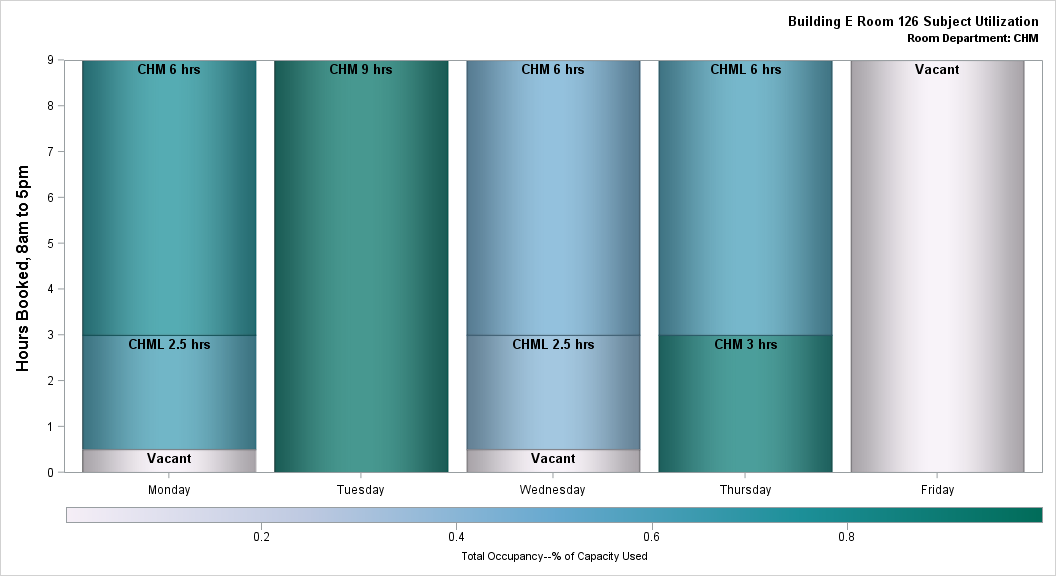 Building E Room 126 Subject Utilization
Room Department: CHM
Hours Booked, 8am to 5pm
9
8
7
6
5
4
3
2
1
0
CHM 6 hrs
CHML 2.5 hrs
Vacant
CHM 9 hrs
CHM 6 hrs
CHML 2.5 hrs
Vacant
CHML 6 hrs
CHM 3 hrs
Vacant
Monday
Tuesday
Wednesday
Thursday
Friday
0.2
0.4
0.6
0.8
Total Occupancy--% of Capacity Used